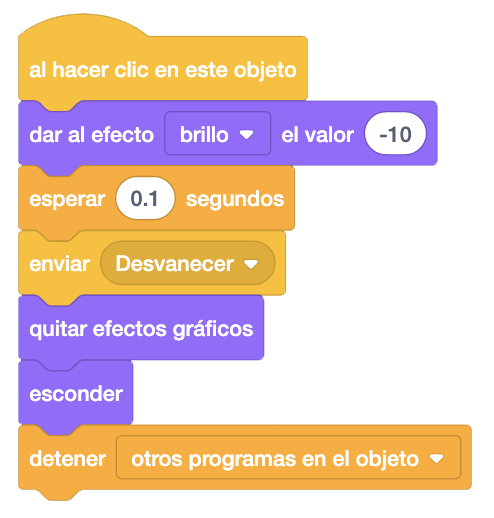 al hacer clic en este objeto
dar al efecto brillo el valor -10
esperar 0.1 segundos
enviar Desvanecer
quitar efectos gráficos
esconder
detener otros programas en el objeto